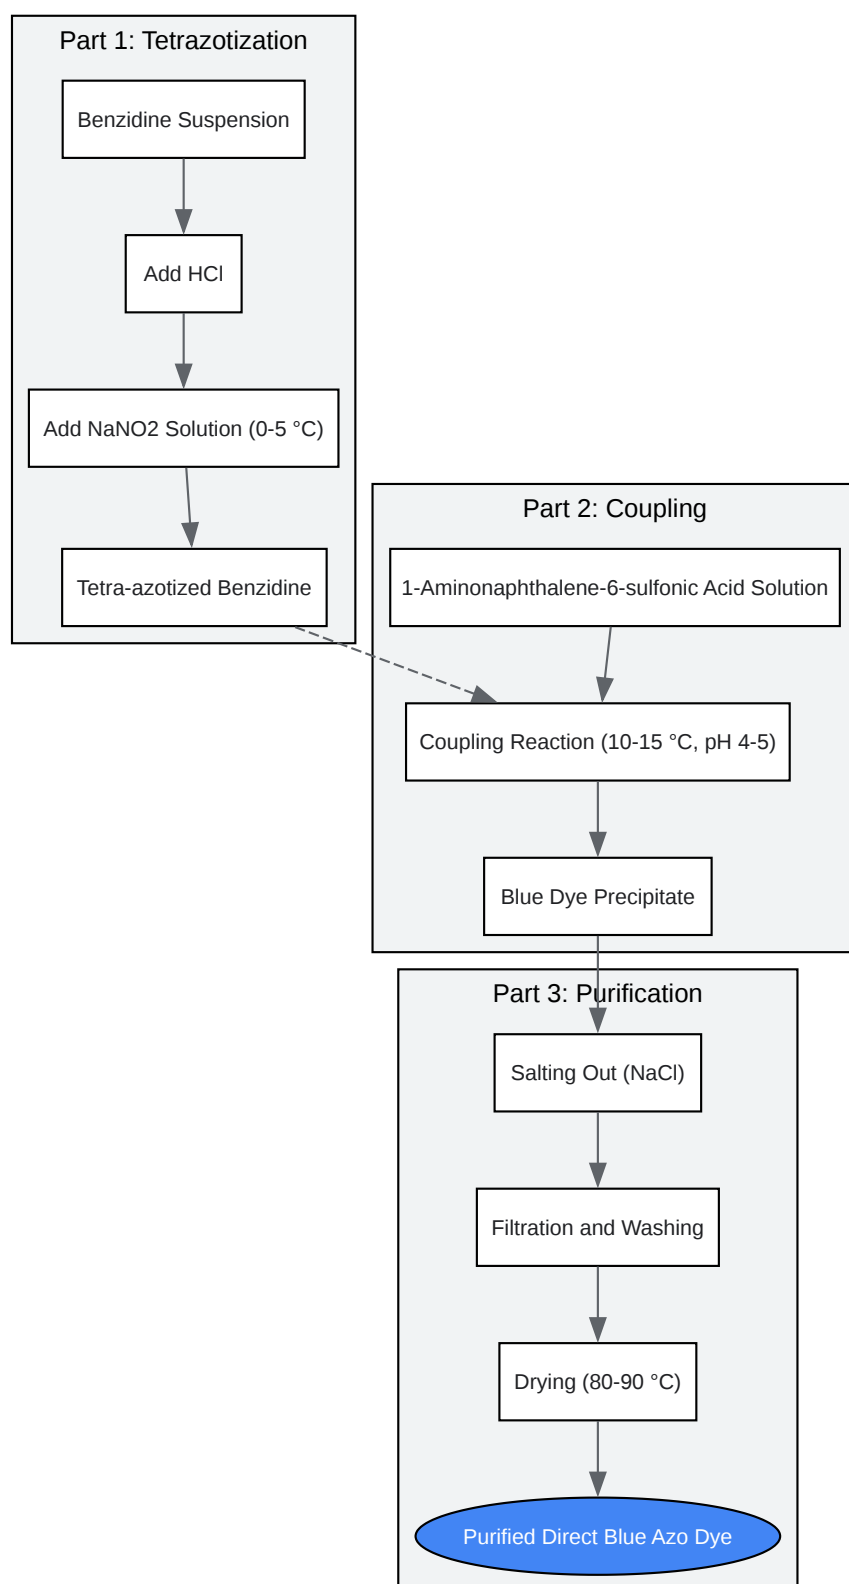 Part 1: Tetrazotization
Benzidine Suspension
Add HCl
Add NaNO2 Solution (0-5 °C)
Tetra-azotized Benzidine
Part 2: Coupling
1-Aminonaphthalene-6-sulfonic Acid Solution
Coupling Reaction (10-15 °C, pH 4-5)
Blue Dye Precipitate
Part 3: Purification
Salting Out (NaCl)
Filtration and Washing
Drying (80-90 °C)
Purified Direct Blue Azo Dye